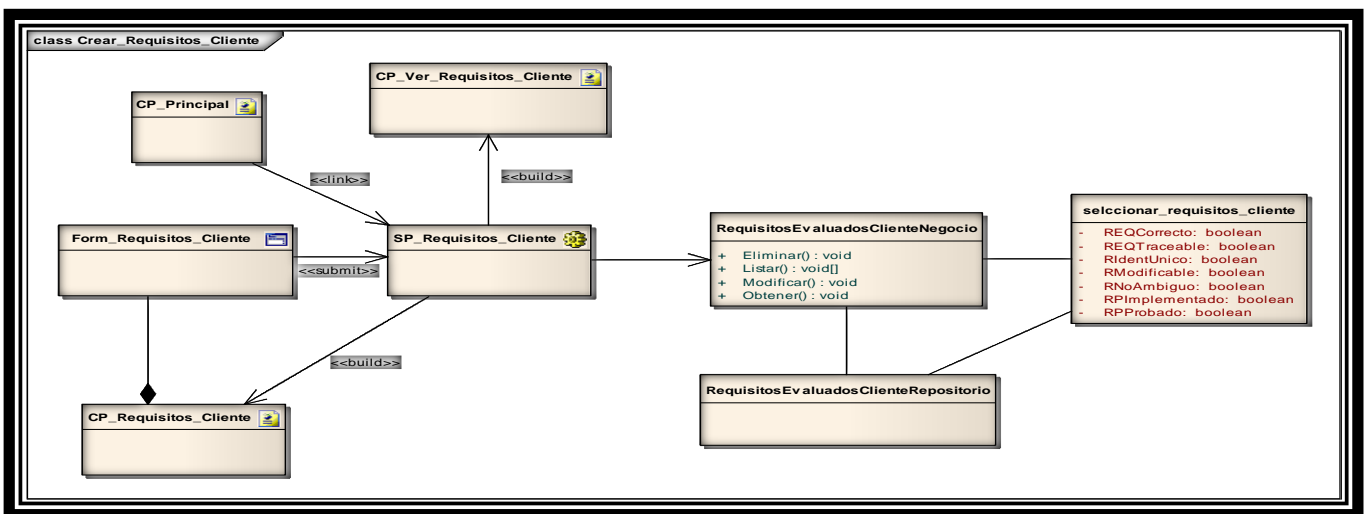 class Crear_Requisitos_Cliente
CP_Ver_Requisitos_Cliente
CP_Principal
<<link>>
<<build>>
Form_Requisitos_Cliente
<<submit>>
SP_Requisitos_Cliente
RequisitosEvaluadosClienteNegocio
+ Eliminar() : void
+ Listar() : void[]
+ Modificar() : void
+ Obtener() : void
selccionar_requisitos_cliente
- REQCorrecto: boolean
- REQTraceable: boolean
- RIdentUnico: boolean
- RModificable: boolean
- RNoAmbiguo: boolean
- RPImplementado: boolean
- RPProbado: boolean
<<build>>
RequisitosEvaluadosClienteRepositorio
CP_Requisitos_Cliente